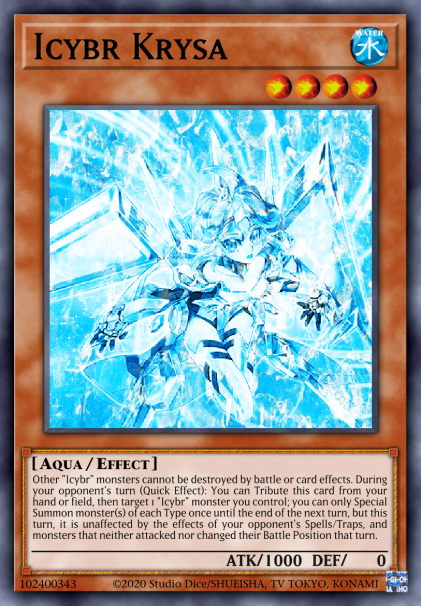 Icybr Krysa
WATER
水
[ Aqua / Effect ]
Other "Icybr" monsters cannot be destroyed by battle or card effects. During
your opponent's turn (Quick Effect): You can Tribute this card from your
hand or field, then target 1 "Icybr" monster you control; you can only Special
Summon monster(s) of each Type once until the end of the next turn, but this
turn, it is unaffected by the effects of your opponent's Spells/Traps, and
monsters that neither attacked nor changed their Battle Position that turn.
ATK/1000 DEF/ 0
102400343 ©2020 Studio Dice/SHUEISHA, TV TOKYO, KONAMI